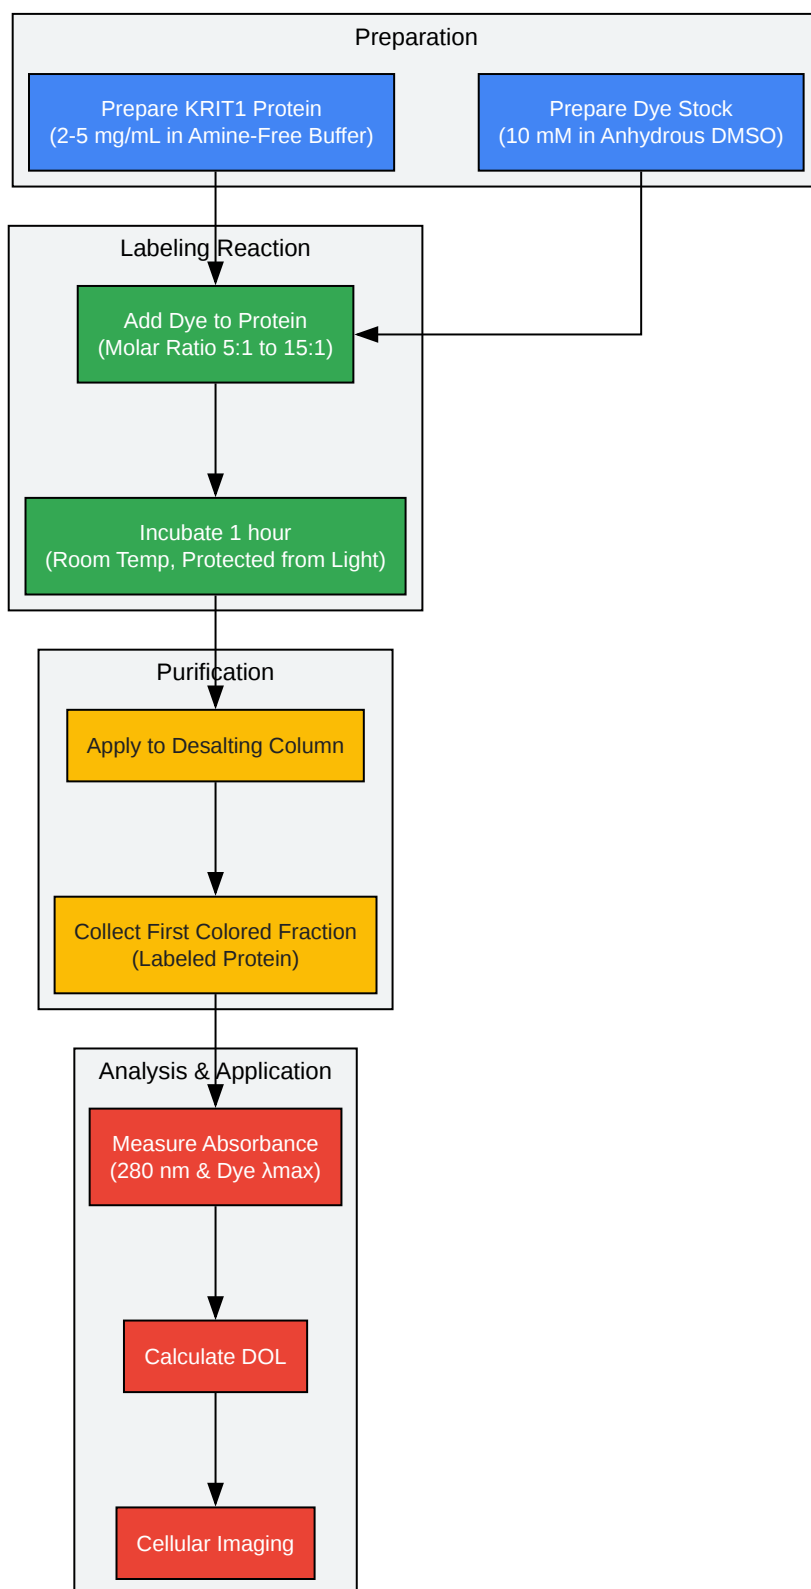 Preparation
Prepare KRIT1 Protein
(2-5 mg/mL in Amine-Free Buffer)
Prepare Dye Stock
(10 mM in Anhydrous DMSO)
Labeling Reaction
Add Dye to Protein
(Molar Ratio 5:1 to 15:1)
Incubate 1 hour
(Room Temp, Protected from Light)
Purification
Apply to Desalting Column
Collect First Colored Fraction
(Labeled Protein)
Analysis & Application
Measure Absorbance
(280 nm & Dye λmax)
Calculate DOL
Cellular Imaging